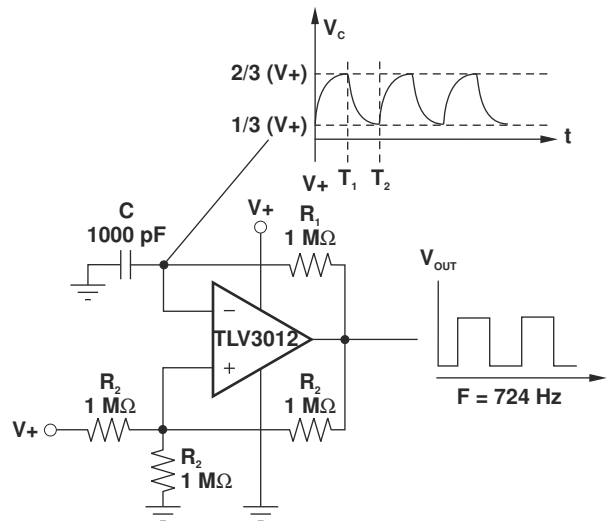 V_C
2/3 (V+)
1/3 (V+)
t
V+
T_1
T_2
C
1000 pF
V+
R_1
1 MΩ
V_OUT
−
TLV3012
+
R_2
1 MΩ
R_2
1 MΩ
V+
R_2
1 MΩ
F = 724 Hz